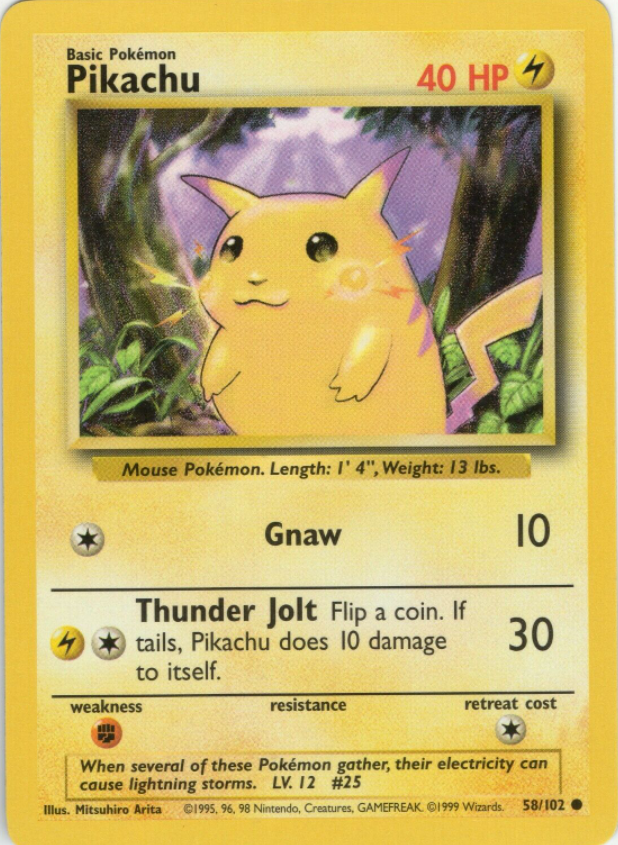 Basic Pokémon
Pikachu 40 HP
Mouse Pokémon. Length: 1' 4", Weight: 13 lbs.
Gnaw 10
Thunder Jolt Flip a coin. If
tails, Pikachu does 10 damage
to itself.
30
weakness resistance retreat cost
When several of these Pokémon gather, their electricity can
cause lightning storms. LV. 12 #25
Illus. Mitsuhiro Arita ©1995, 96, 98 Nintendo, Creatures, GAMEFREAK. ©1999 Wizards. 58/102